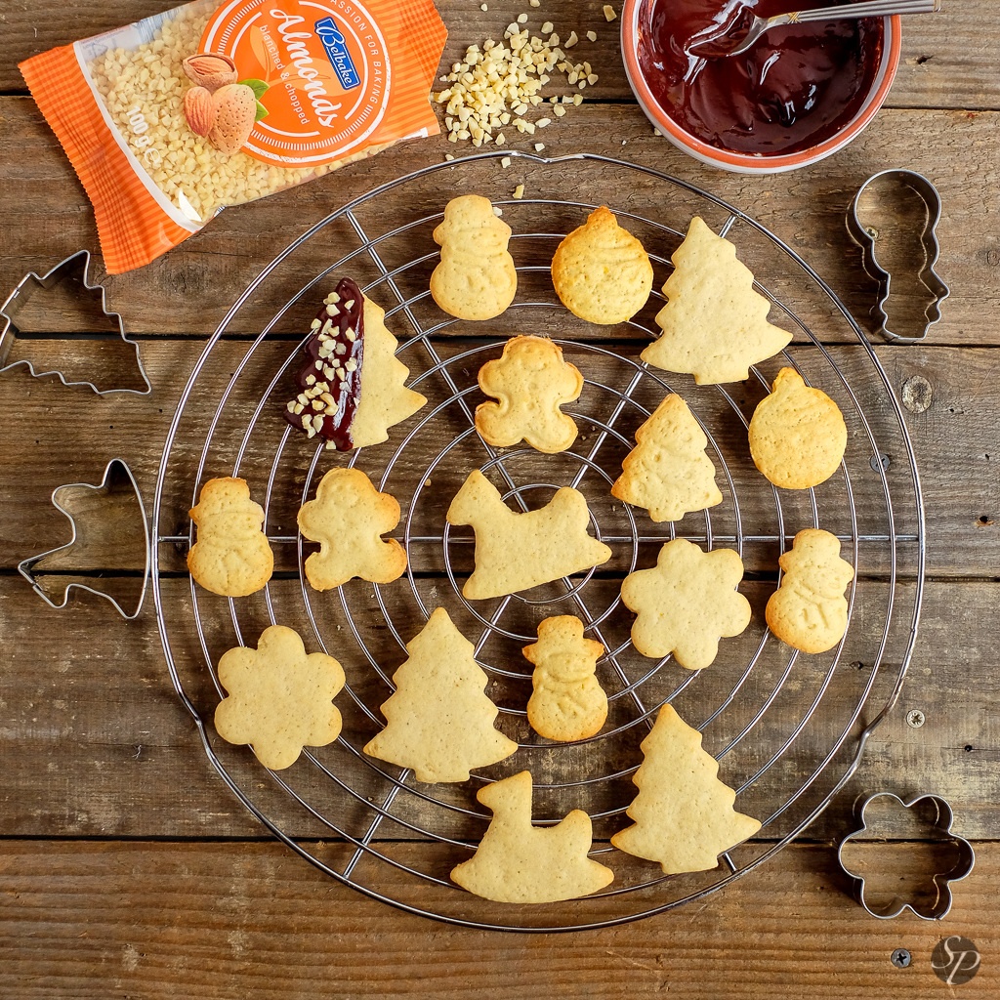 PASSION FOR BAKING
Belbake
Almonds
blanched & chopped
100 g e
SP